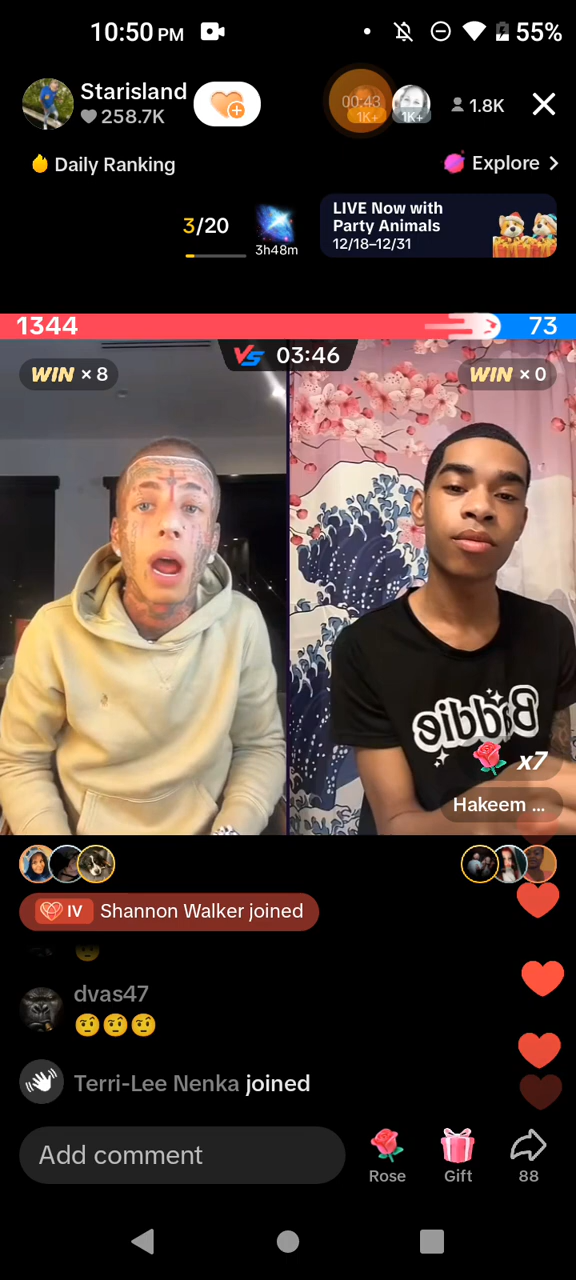 10:50 PM
55%
Starisland
258.7K
00:43
1K+
1K+
1.8K
Daily Ranking
Explore
3/20
3h48m
LIVE Now with
Party Animals
12/18–12/31
1344
73
VS 03:46
WIN × 8
WIN × 0
Baddie
x7
Hakeem ...
IV Shannon Walker joined
dvas47
🤨🤨🤨
Terri-Lee Nenka joined
Add comment
Rose
Gift
88